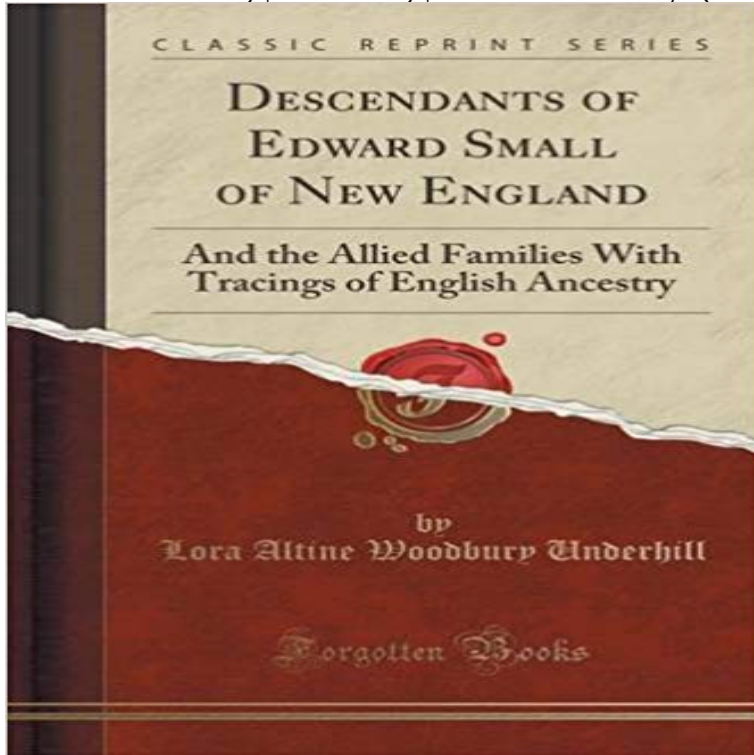 CLASSIC REPRINT SERIES
DESCENDANTS OF
EDWARD SMALL
OF NEW ENGLAND
And the Allied Families With
Tracings of English Ancestry
by
Lora Altine Woodbury Underhill
Forgotten Books